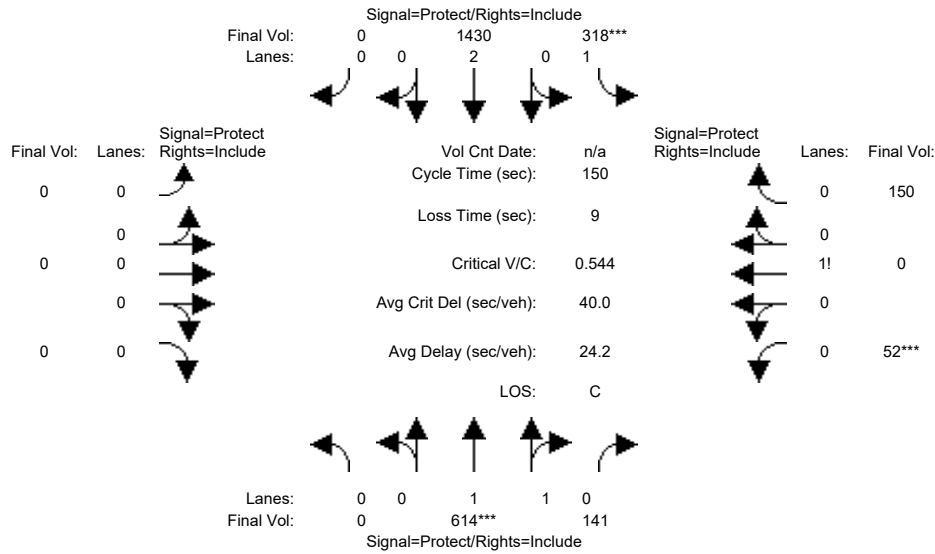 Signal=Protect/Rights=Include
Final Vol: 0 1430 318***
Lanes: 0 0 2 0 1
Signal=Protect
Final Vol: Lanes: Rights=Include
Vol Cnt Date: n/a
Signal=Protect
Rights=Include Lanes: Final Vol:
Cycle Time (sec): 150
0 0
0 150
Loss Time (sec): 9
0
0
0 0
Critical V/C: 0.544
1! 0
0
Avg Crit Del (sec/veh): 40.0
0
0 0
Avg Delay (sec/veh): 24.2
0 52***
LOS: C
Lanes: 0 0 1 1 0
Final Vol: 0 614*** 141
Signal=Protect/Rights=Include